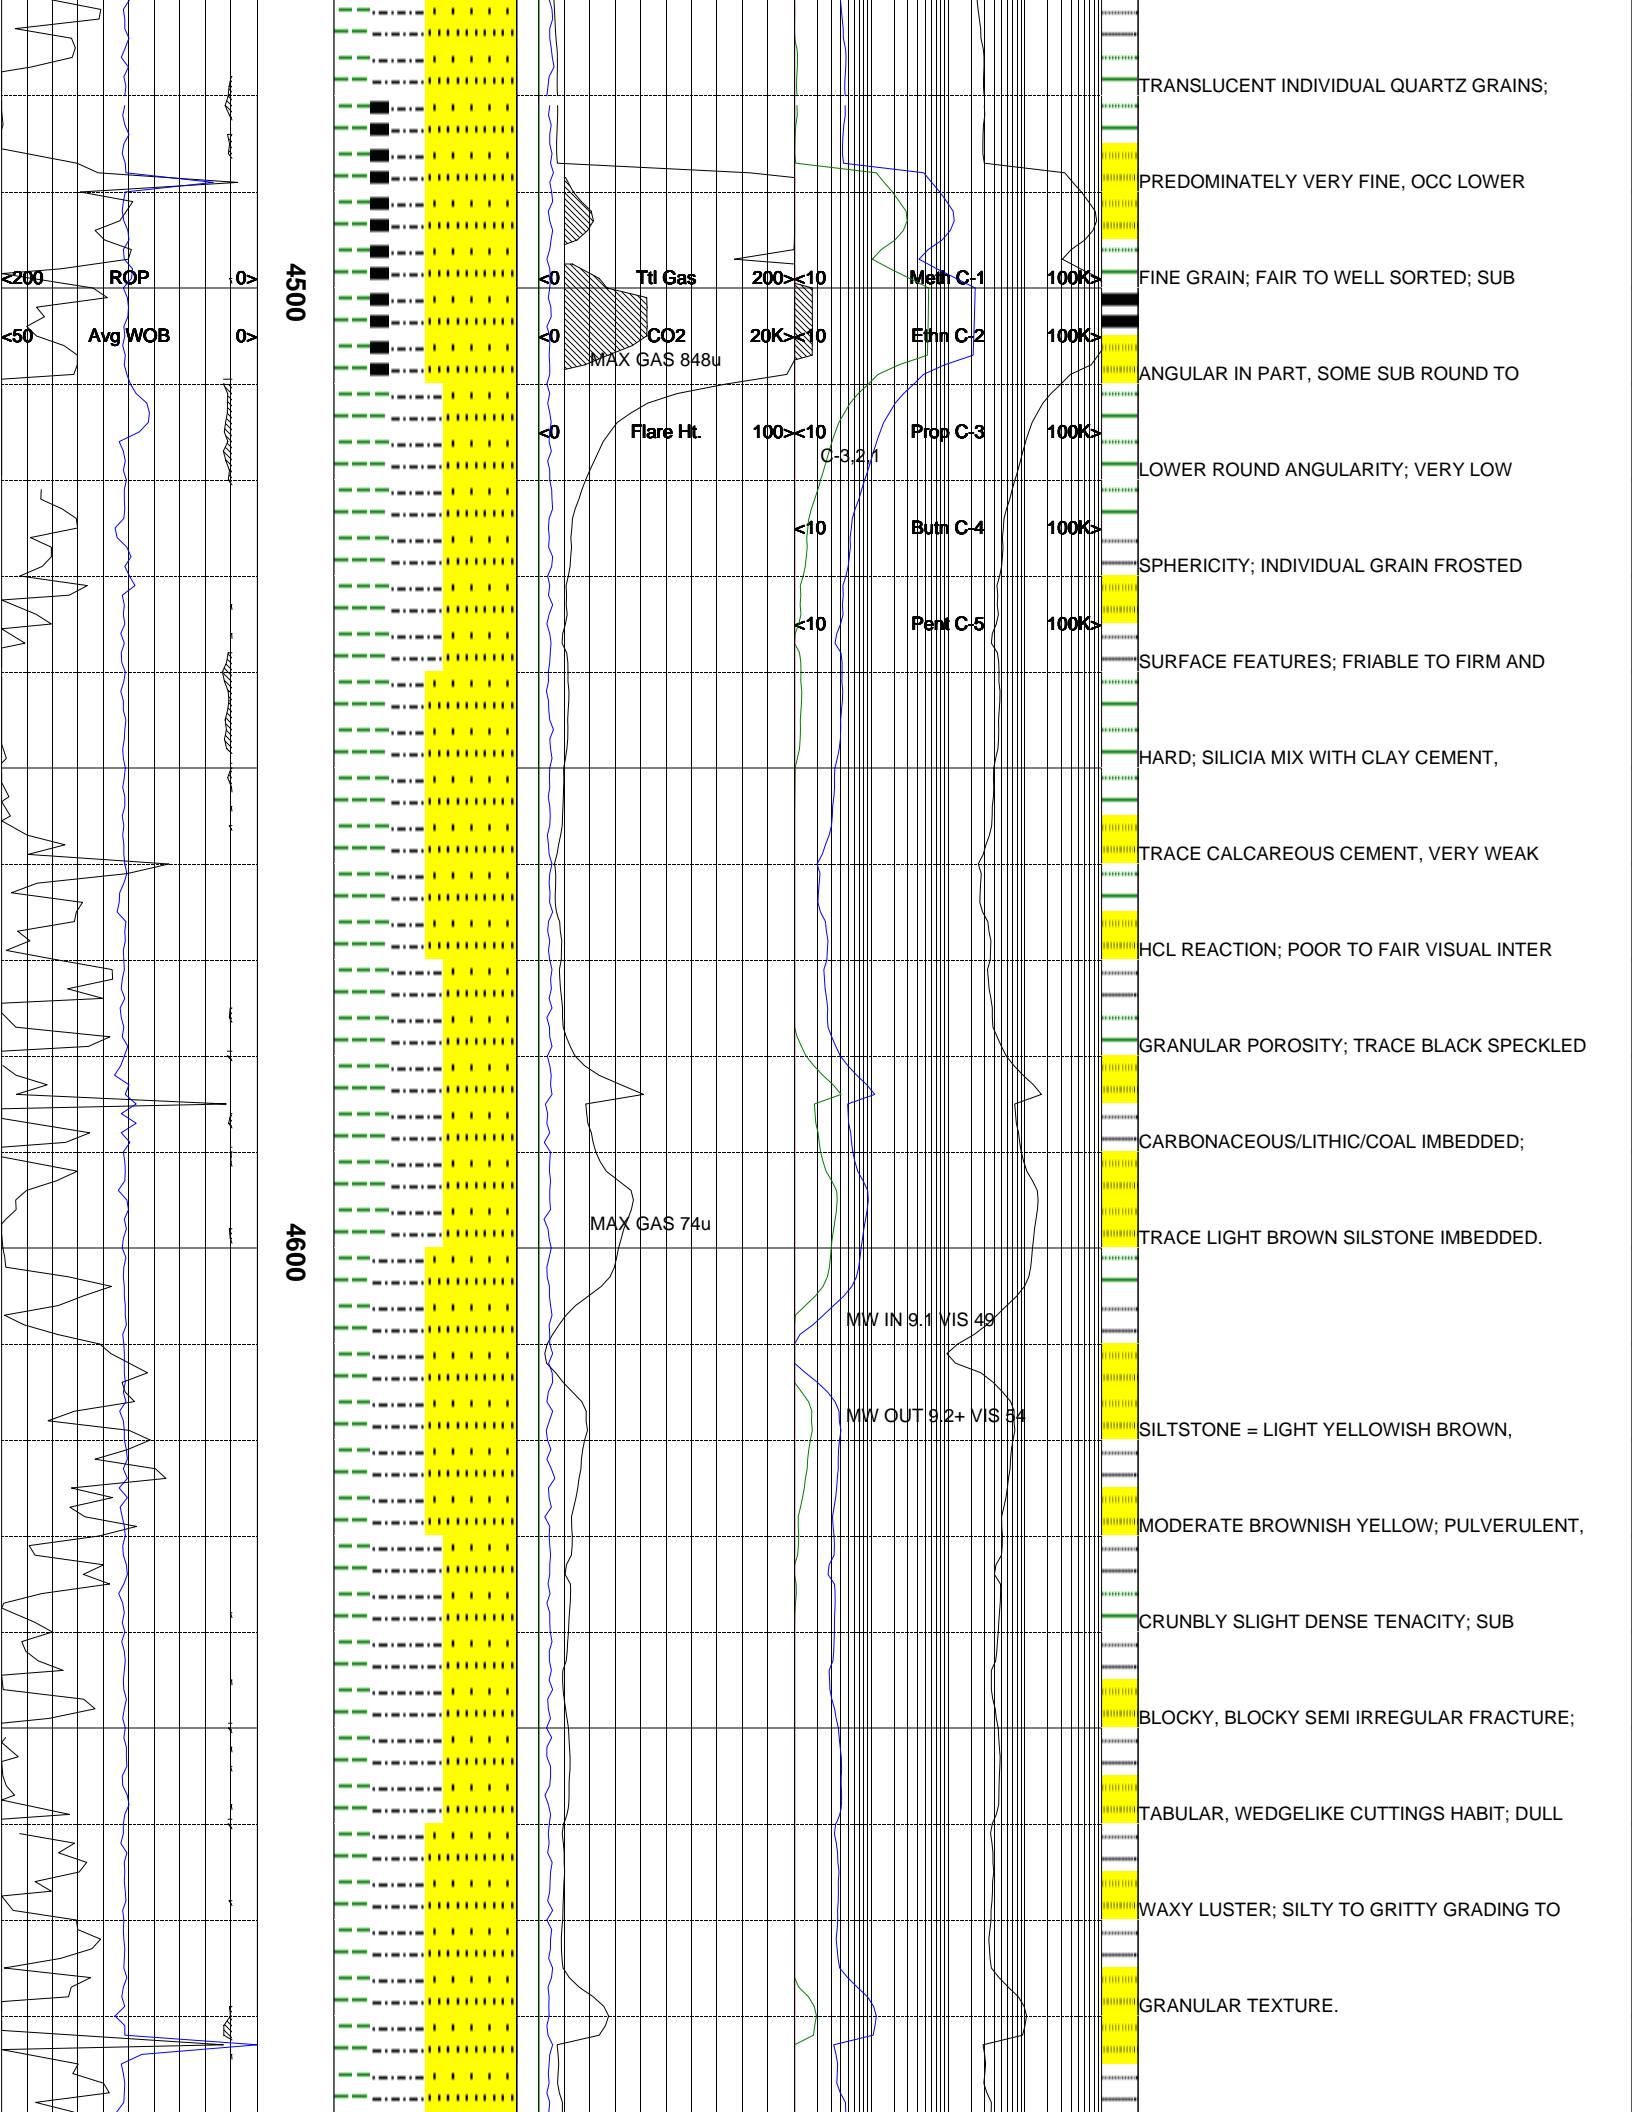 TRANSLUCENT INDIVIDUAL QUARTZ GRAINS;
PREDOMINATELY VERY FINE, OCC LOWER
<200 ROP 0>
4500
<0 Ttl Gas 200>
<10 Meth C-1 100K>
FINE GRAIN; FAIR TO WELL SORTED; SUB
<50 Avg WOB 0>
<0 CO2 20K>
<10 Ethn C-2 100K>
MAX GAS 848u
ANGULAR IN PART, SOME SUB ROUND TO
<0 Flare Ht. 100>
<10 Prop C-3 100K>
C-3,2,1
LOWER ROUND ANGULARITY; VERY LOW
<10 Butn C-4 100K>
SPHERICITY; INDIVIDUAL GRAIN FROSTED
<10 Pent C-5 100K>
SURFACE FEATURES; FRIABLE TO FIRM AND
HARD; SILICIA MIX WITH CLAY CEMENT,
TRACE CALCAREOUS CEMENT, VERY WEAK
HCL REACTION; POOR TO FAIR VISUAL INTER
GRANULAR POROSITY; TRACE BLACK SPECKLED
CARBONACEOUS/LITHIC/COAL IMBEDDED;
MAX GAS 74u
4600
TRACE LIGHT BROWN SILSTONE IMBEDDED.
MW IN 9.1 VIS 49
MW OUT 9.2+ VIS 54
SILTSTONE = LIGHT YELLOWISH BROWN,
MODERATE BROWNISH YELLOW; PULVERULENT,
CRUNBLY SLIGHT DENSE TENACITY; SUB
BLOCKY, BLOCKY SEMI IRREGULAR FRACTURE;
TABULAR, WEDGELIKE CUTTINGS HABIT; DULL
WAXY LUSTER; SILTY TO GRITTY GRADING TO
GRANULAR TEXTURE.